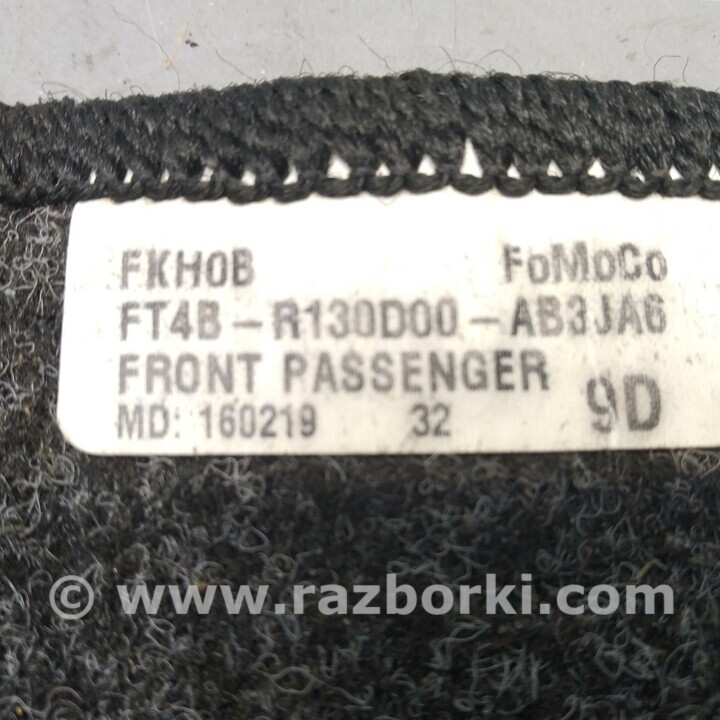 FKH0B FoMoCo
FT4B-R130D00-AB3JA6
FRONT PASSENGER
MD: 160219 32 9D
© www.razborki.com